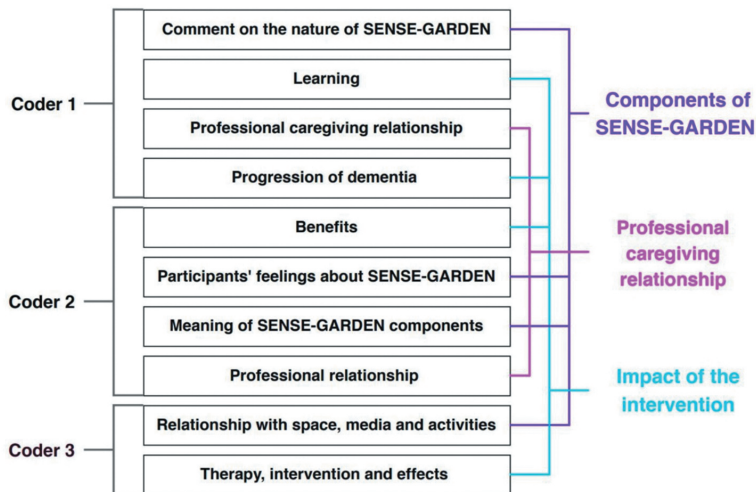 Coder 1
Comment on the nature of SENSE-GARDEN
Learning
Professional caregiving relationship
Progression of dementia
Coder 2
Benefits
Participants' feelings about SENSE-GARDEN
Meaning of SENSE-GARDEN components
Professional relationship
Coder 3
Relationship with space, media and activities
Therapy, intervention and effects
Components of
SENSE-GARDEN
Professional
caregiving
relationship
Impact of the
intervention